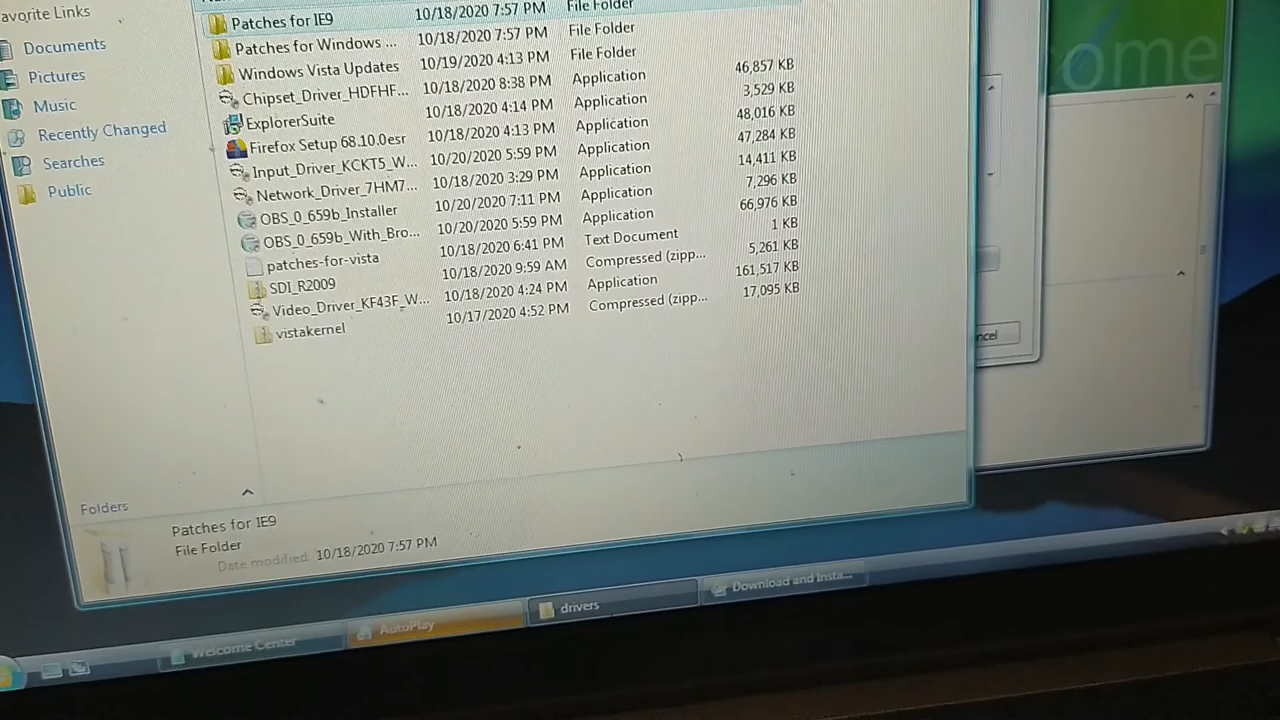 avorite Links
Documents
Pictures
Music
Recently Changed
Searches
Public
Folders
Patches for IE9 10/18/2020 7:57 PM File Folder
Patches for Windows ... 10/18/2020 7:57 PM File Folder
Windows Vista Updates 10/19/2020 4:13 PM File Folder
Chipset_Driver_HDFHF... 10/18/2020 8:38 PM Application 46,857 KB
ExplorerSuite 10/18/2020 4:14 PM Application 3,529 KB
Firefox Setup 68.10.0esr 10/18/2020 4:13 PM Application 48,016 KB
Input_Driver_KCKT5_W... 10/20/2020 5:59 PM Application 47,284 KB
Network_Driver_7HM7... 10/18/2020 3:29 PM Application 14,411 KB
OBS_0_659b_Installer 10/20/2020 7:11 PM Application 7,296 KB
OBS_0_659b_With_Bro... 10/20/2020 5:59 PM Application 66,976 KB
patches-for-vista 10/18/2020 6:41 PM Text Document 1 KB
SDI_R2009 10/18/2020 9:59 AM Compressed (zipp... 5,261 KB
Video_Driver_KF43F_W... 10/18/2020 4:24 PM Application 161,517 KB
vistakernel 10/17/2020 4:52 PM Compressed (zipp... 17,095 KB
ome
ncel
Patches for IE9
File Folder
Date modified: 10/18/2020 7:57 PM
Welcome Center
AutoPlay
drivers
Download and Insta...